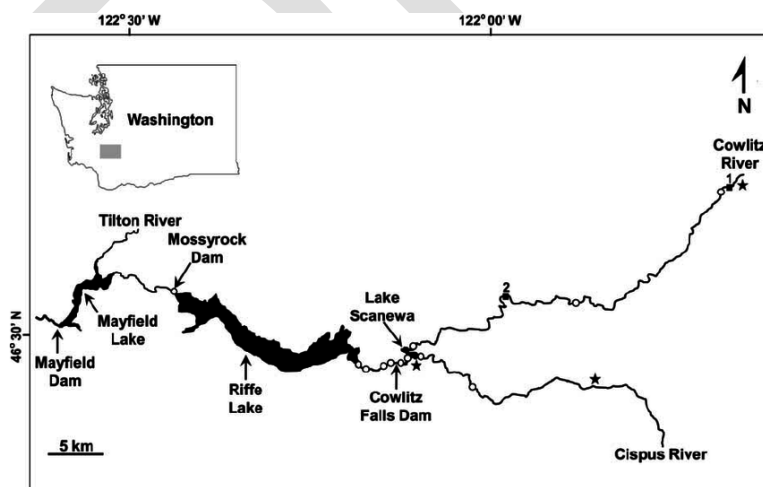 122° 30' W
122° 00' W
Washington
N
Cowlitz
River
1
Tilton River
Mossyrock
Dam
2
Lake
Scanewa
Mayfield
Lake
46° 30' N
Mayfield
Dam
Riffe
Lake
Cowlitz
Falls Dam
5 km
Cispus River